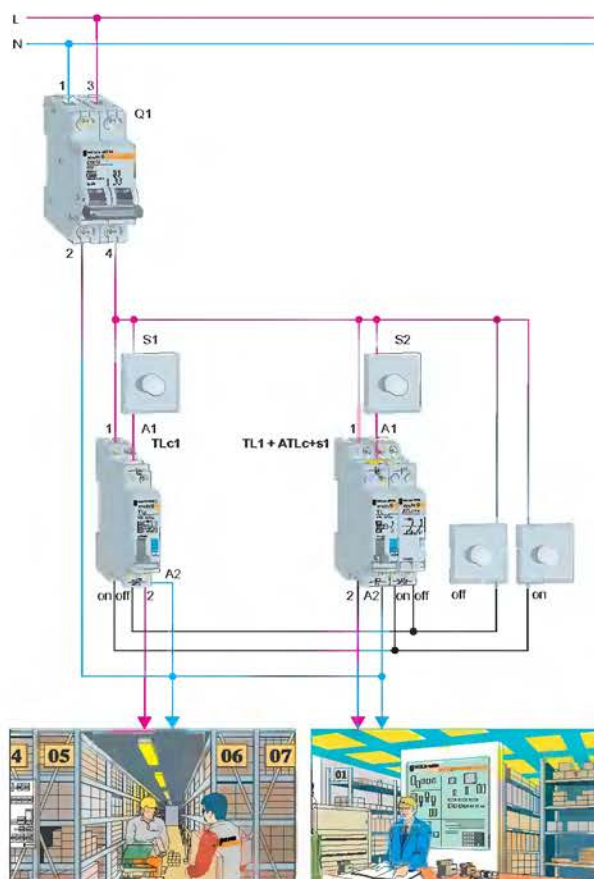 L
N
1 3
Q1
2 4
S1 S2
1 A1 1 A1
TLc1 TL1 + ATLc+s1
A2
on off 2 2 A2 on off off on
4 05 06 07 01